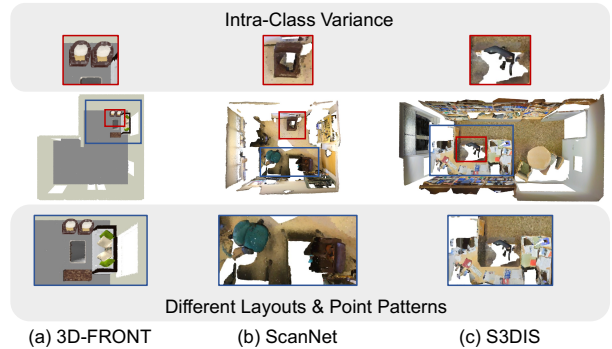 Intra-Class Variance
Different Layouts & Point Patterns
(a) 3D-FRONT (b) ScanNet (c) S3DIS